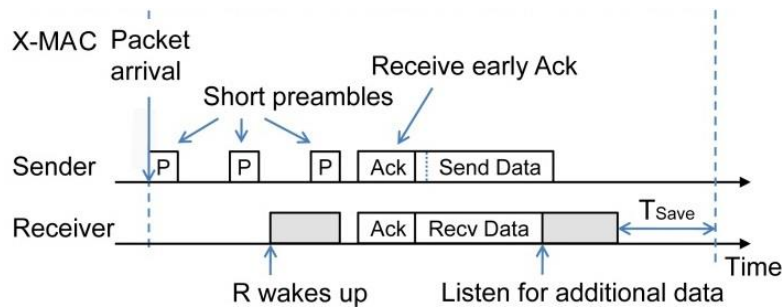 X-MAC Packet arrival
Receive early Ack
Short preambles
Sender P P P Ack Send Data
Receiver Ack Recv Data TSave
Time
R wakes up Listen for additional data